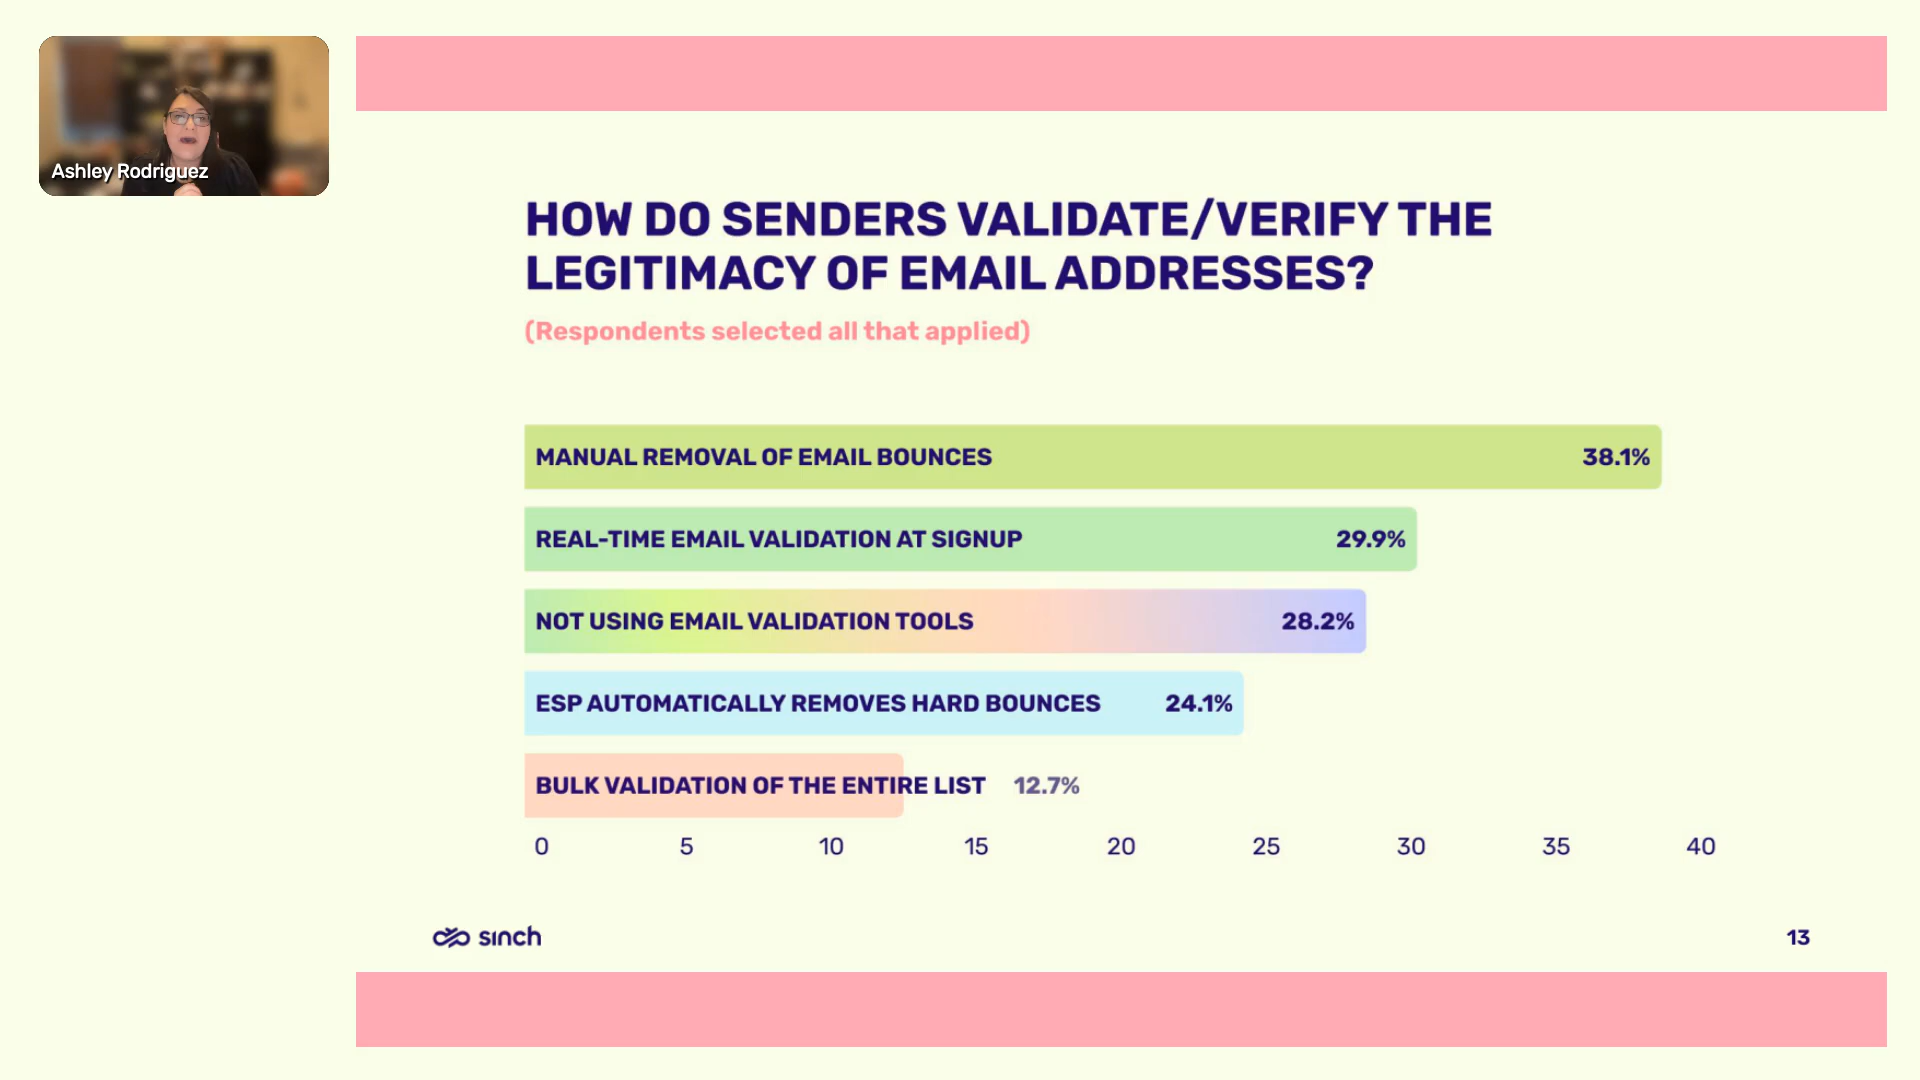 Ashley Rodriguez
HOW DO SENDERS VALIDATE/VERIFY THE
LEGITIMACY OF EMAIL ADDRESSES?
(Respondents selected all that applied)
MANUAL REMOVAL OF EMAIL BOUNCES 38.1%
REAL-TIME EMAIL VALIDATION AT SIGNUP 29.9%
NOT USING EMAIL VALIDATION TOOLS 28.2%
ESP AUTOMATICALLY REMOVES HARD BOUNCES 24.1%
BULK VALIDATION OF THE ENTIRE LIST 12.7%
0 5 10 15 20 25 30 35 40
sinch
13